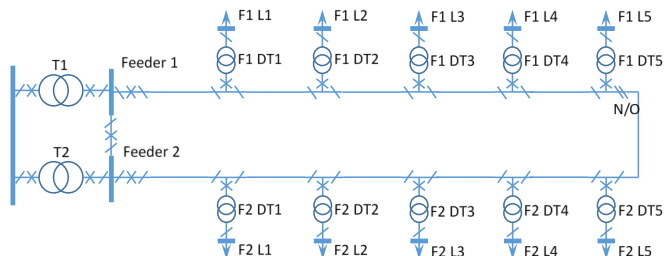 F1 L1 F1 L2 F1 L3 F1 L4 F1 L5
T1 Feeder 1 F1 DT1 F1 DT2 F1 DT3 F1 DT4 F1 DT5
N/O
T2 Feeder 2
F2 DT1 F2 DT2 F2 DT3 F2 DT4 F2 DT5
F2 L1 F2 L2 F2 L3 F2 L4 F2 L5